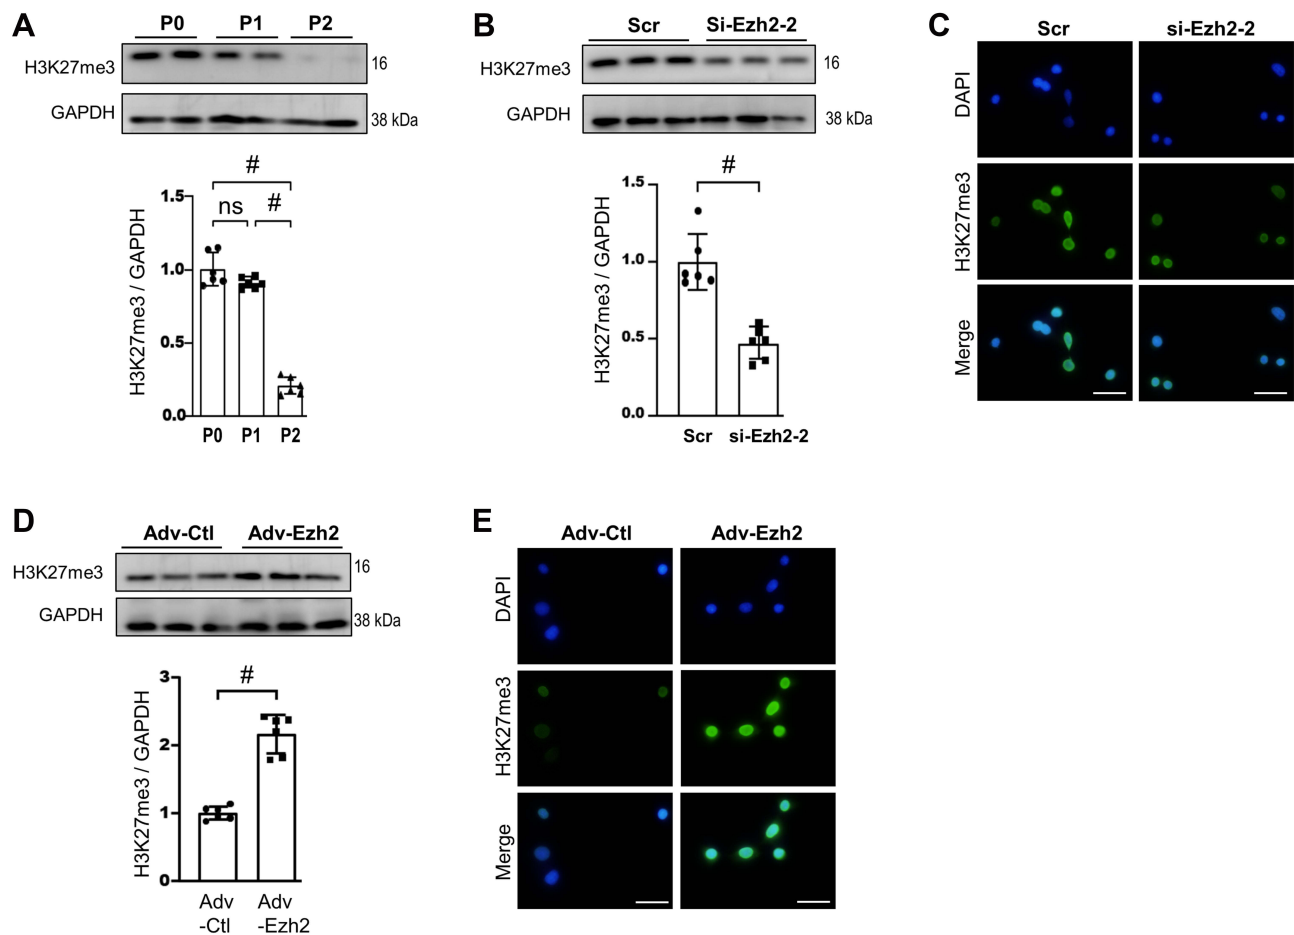 A
P0 P1 P2
H3K27me3
16
GAPDH
38 kDa
#
ns #
H3K27me3 / GAPDH
1.5
1.0
0.5
0.0
P0 P1 P2
B
Scr Si-Ezh2-2
H3K27me3
16
GAPDH
38 kDa
#
H3K27me3 / GAPDH
1.5
1.0
0.5
0.0
Scr si-Ezh2-2
C
Scr si-Ezh2-2
DAPI
H3K27me3
Merge
D
Adv-Ctl Adv-Ezh2
H3K27me3
16
GAPDH
38 kDa
#
H3K27me3 / GAPDH
3
2
1
0
Adv Adv
-Ctl -Ezh2
E
Adv-Ctl Adv-Ezh2
DAPI
H3K27me3
Merge